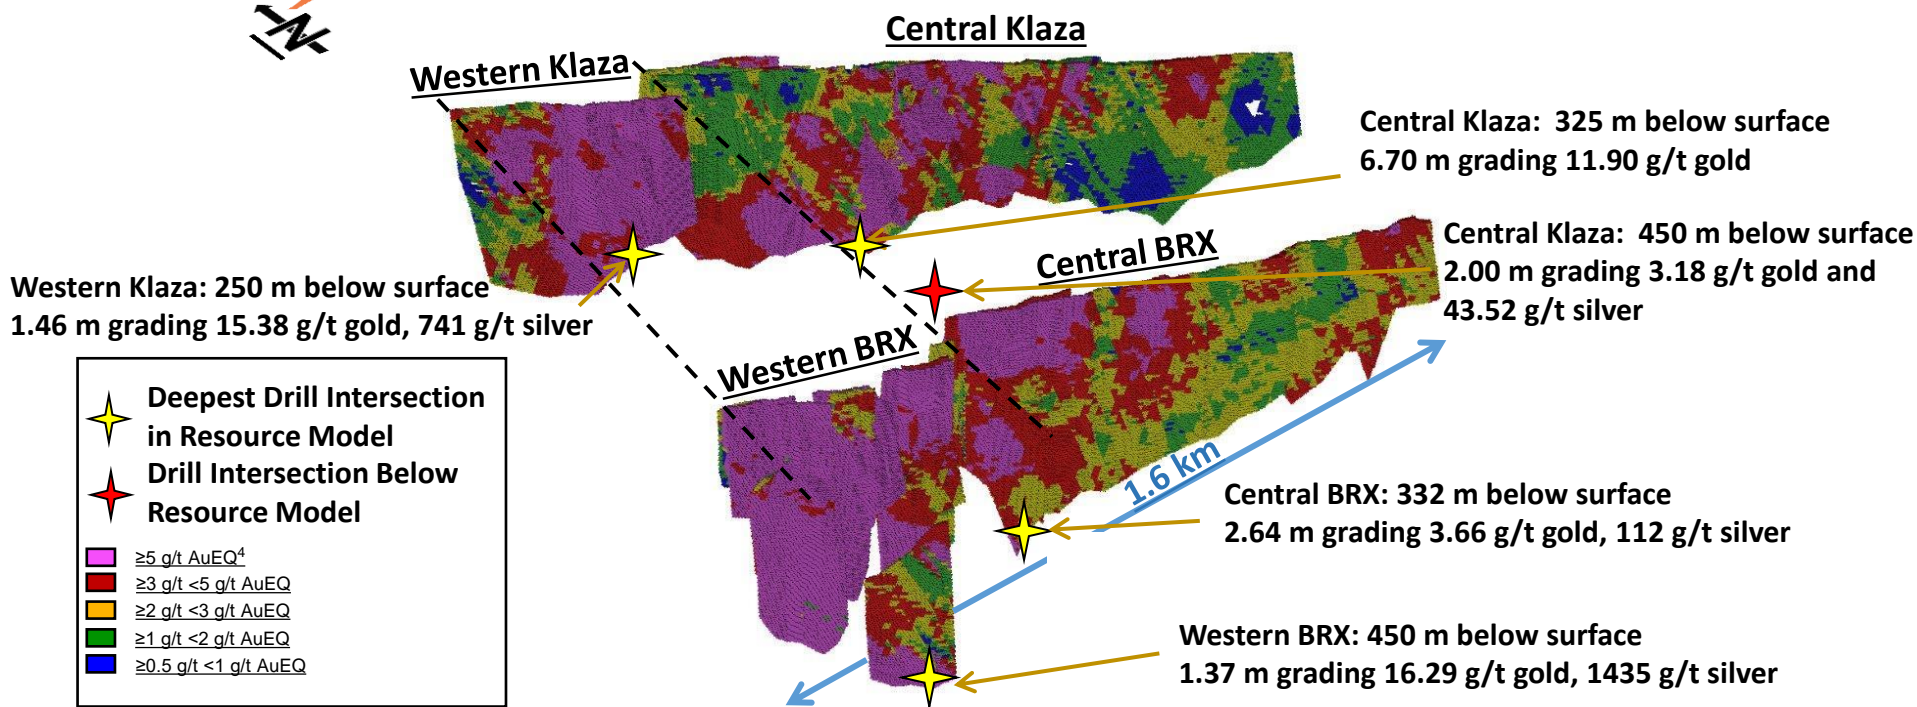 N
Central Klaza
Western Klaza
Central Klaza: 325 m below surface
6.70 m grading 11.90 g/t gold
Central BRX
Central Klaza: 450 m below surface
2.00 m grading 3.18 g/t gold and
43.52 g/t silver
Western Klaza: 250 m below surface
1.46 m grading 15.38 g/t gold, 741 g/t silver
Western BRX
Deepest Drill Intersection
in Resource Model
Drill Intersection Below
Resource Model
≥5 g/t AuEQ⁴
≥3 g/t <5 g/t AuEQ
≥2 g/t <3 g/t AuEQ
≥1 g/t <2 g/t AuEQ
≥0.5 g/t <1 g/t AuEQ
1.6 km
Central BRX: 332 m below surface
2.64 m grading 3.66 g/t gold, 112 g/t silver
Western BRX: 450 m below surface
1.37 m grading 16.29 g/t gold, 1435 g/t silver